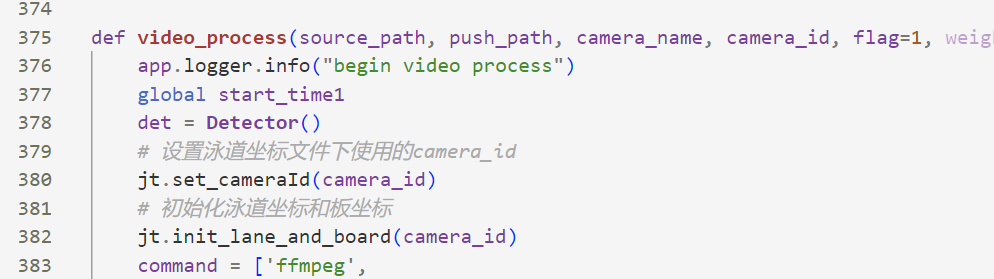 374
375 def video_process(source_path, push_path, camera_name, camera_id, flag=1,
376 app.logger.info("begin video process")
377 global start_time1
378 det = Detector()
379 # 设置泳道坐标文件下使用的camera_id
380 jt.set_cameraId(camera_id)
381 # 初始化泳道坐标和板坐标
382 jt.init_lane_and_board(camera_id)
383 command = ['ffmpeg',